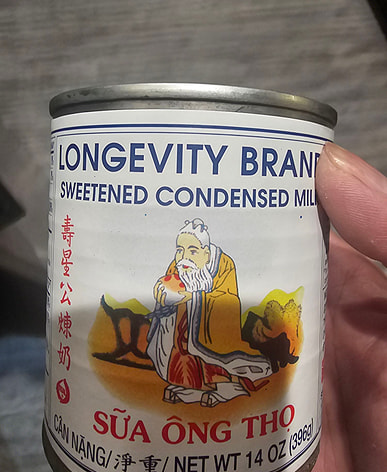 LONGEVITY BRAND
SWEETENED CONDENSED MIL
壽星公煉奶
SỮA ÔNG THỌ
CÂN NẶNG/淨重/ NET WT 14 OZ (396g)